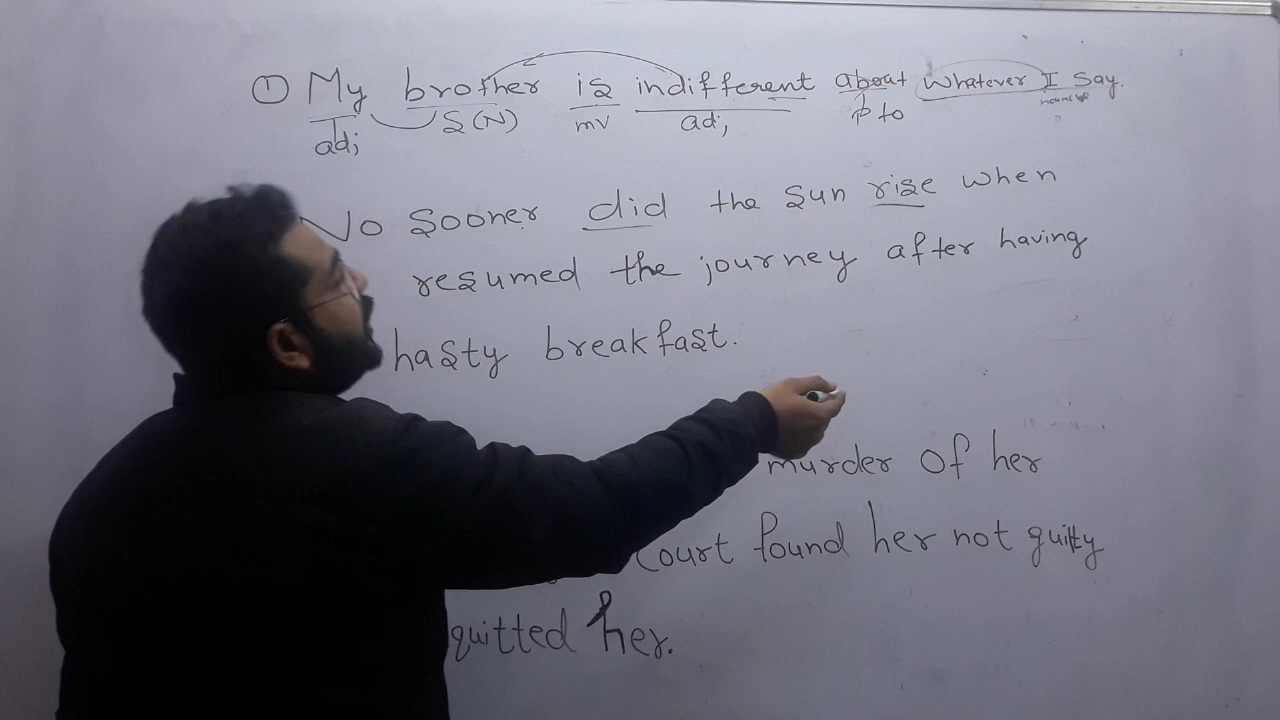 ① My brother is indifferent about whatever I say.
adj S(N) mv adj to
No sooner did the sun rise when
resumed the journey after having
hasty breakfast.
murder of her
court found her not guilty
quitted her.